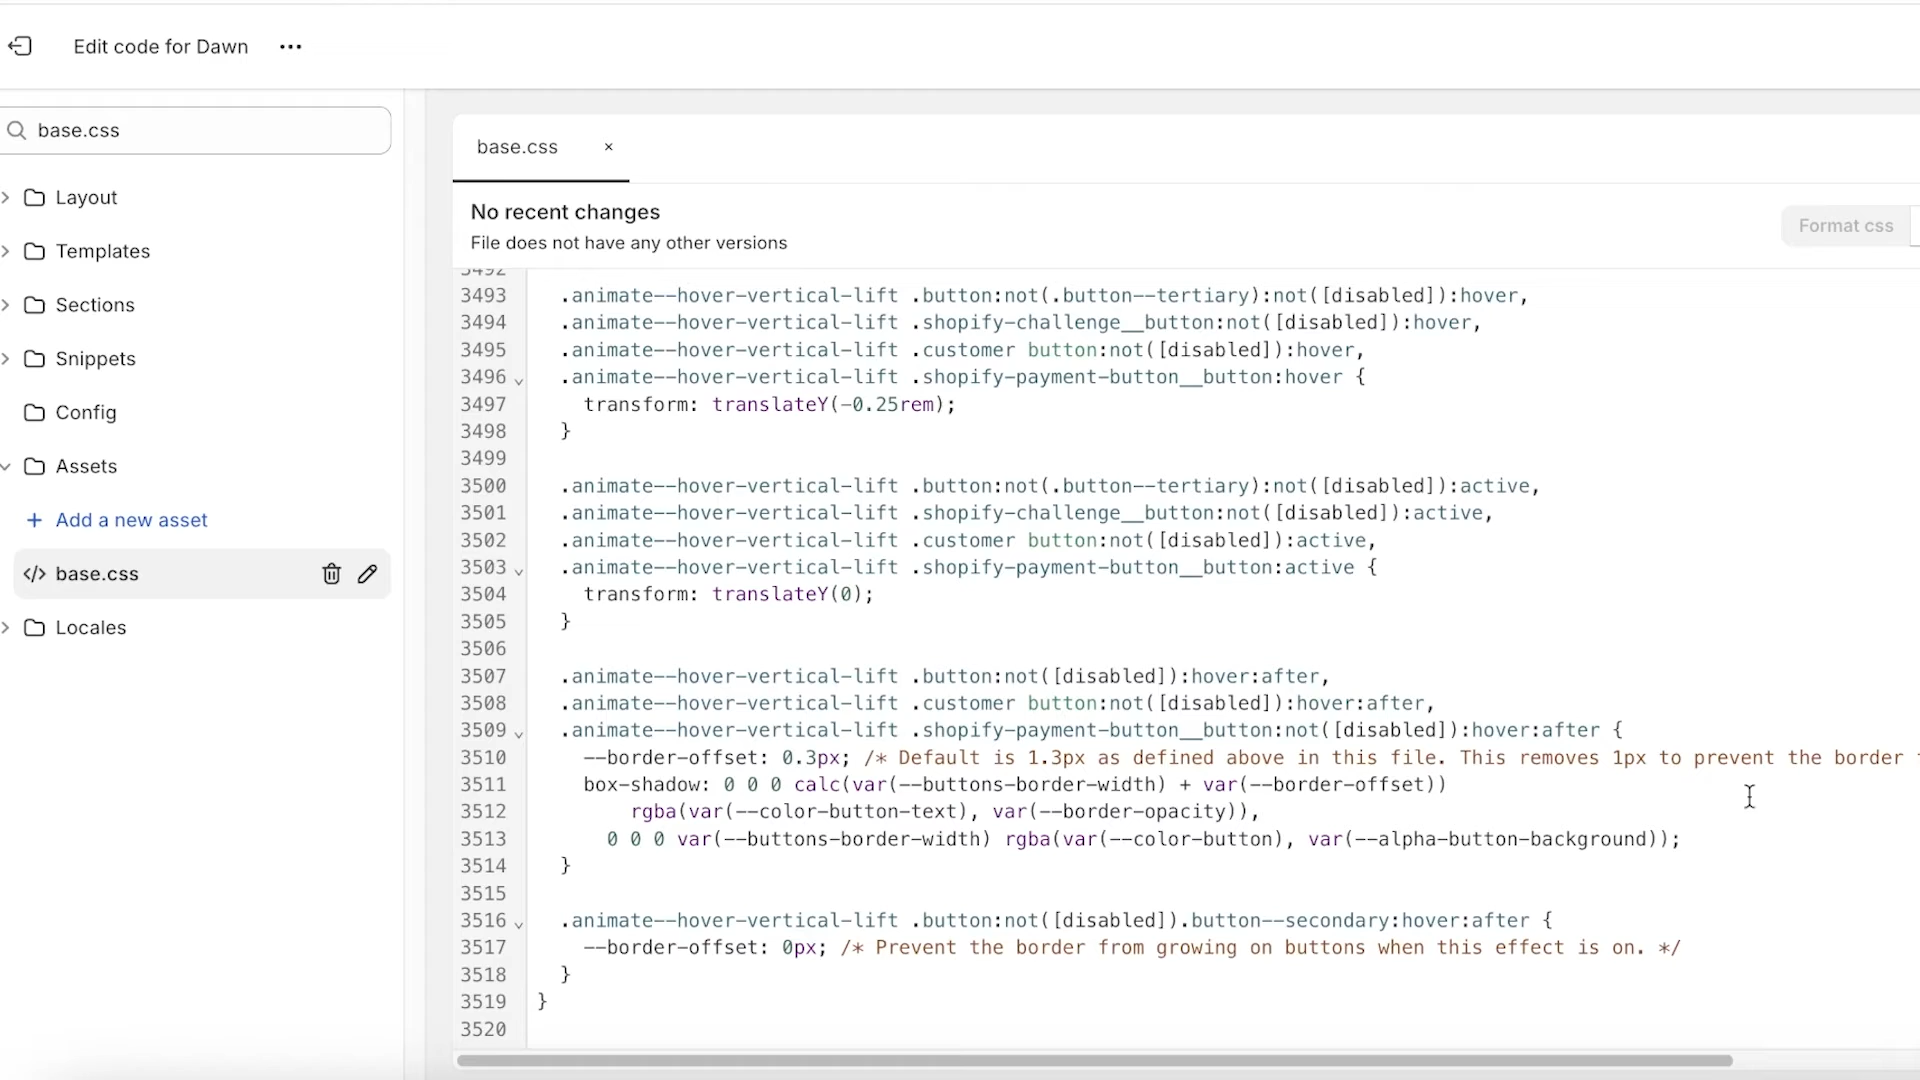 Edit code for Dawn
base.css
Layout
Templates
Sections
Snippets
Config
Assets
+ Add a new asset
</> base.css
Locales
base.css ×
No recent changes
File does not have any other versions
Format css
3492
3493 .animate--hover-vertical-lift .button:not(.button--tertiary):not([disabled]):hover,
3494 .animate--hover-vertical-lift .shopify-challenge__button:not([disabled]):hover,
3495 .animate--hover-vertical-lift .customer button:not([disabled]):hover,
3496 .animate--hover-vertical-lift .shopify-payment-button__button:hover {
3497 transform: translateY(-0.25rem);
3498 }
3499
3500 .animate--hover-vertical-lift .button:not(.button--tertiary):not([disabled]):active,
3501 .animate--hover-vertical-lift .shopify-challenge__button:not([disabled]):active,
3502 .animate--hover-vertical-lift .customer button:not([disabled]):active,
3503 .animate--hover-vertical-lift .shopify-payment-button__button:active {
3504 transform: translateY(0);
3505 }
3506
3507 .animate--hover-vertical-lift .button:not([disabled]):hover:after,
3508 .animate--hover-vertical-lift .customer button:not([disabled]):hover:after,
3509 .animate--hover-vertical-lift .shopify-payment-button__button:not([disabled]):hover:after {
3510 --border-offset: 0.3px; /* Default is 1.3px as defined above in this file. This removes 1px to prevent the border
3511 box-shadow: 0 0 0 calc(var(--buttons-border-width) + var(--border-offset))
3512 rgba(var(--color-button-text), var(--border-opacity)),
3513 0 0 0 var(--buttons-border-width) rgba(var(--color-button), var(--alpha-button-background));
3514 }
3515
3516 .animate--hover-vertical-lift .button:not([disabled]).button--secondary:hover:after {
3517 --border-offset: 0px; /* Prevent the border from growing on buttons when this effect is on. */
3518 }
3519 }
3520